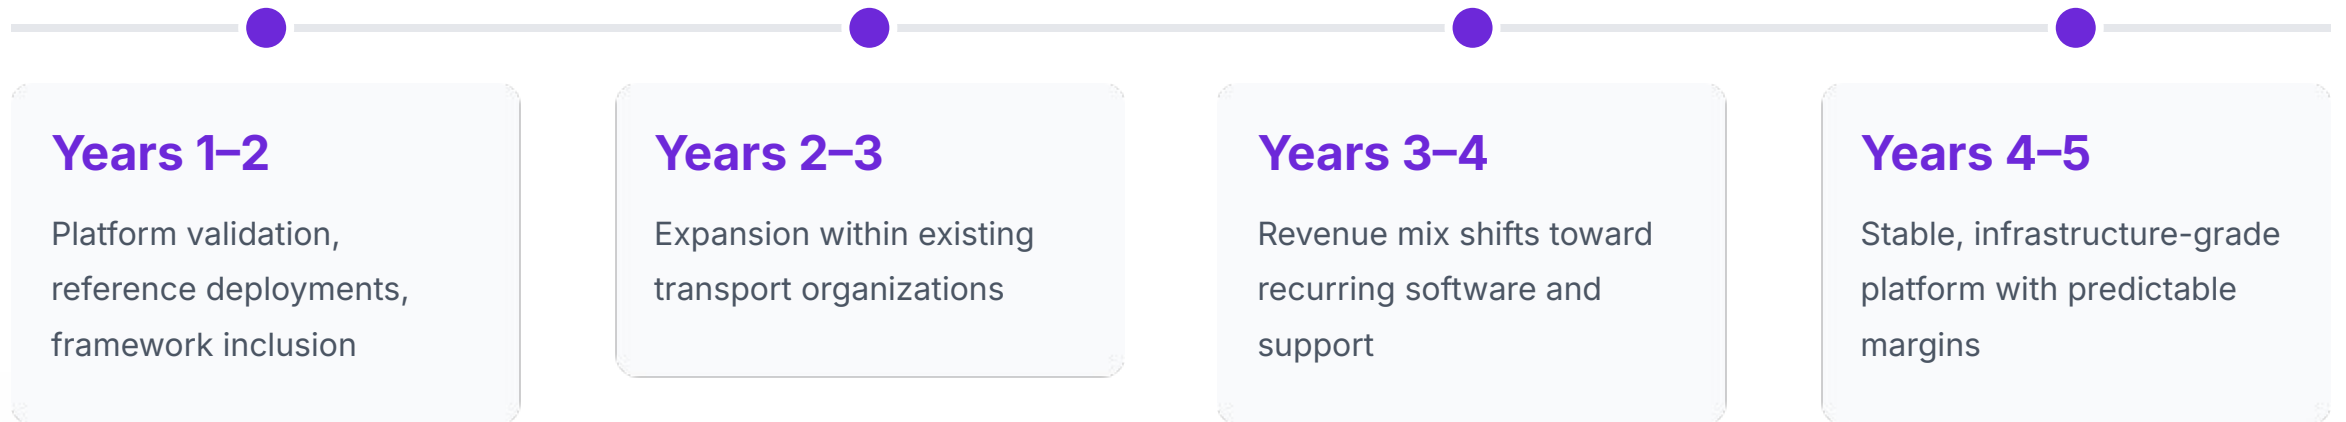 Years 1–2
Platform validation,
reference deployments,
framework inclusion
Years 2–3
Expansion within existing
transport organizations
Years 3–4
Revenue mix shifts toward
recurring software and
support
Years 4–5
Stable, infrastructure-grade
platform with predictable
margins